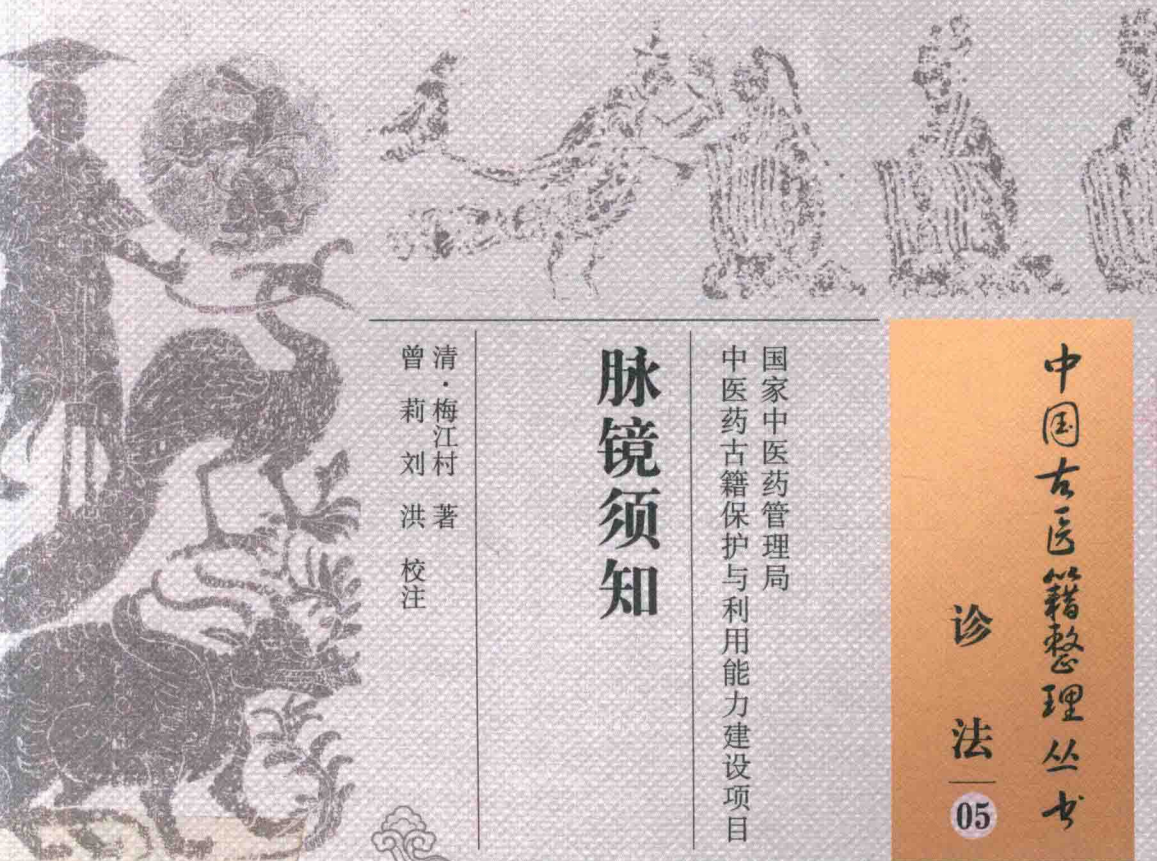 中国古医籍整理丛书
诊法
05
国家中医药管理局
中医药古籍保护与利用能力建设项目
脉镜须知
清·梅江村 著
曾莉 刘洪 校注